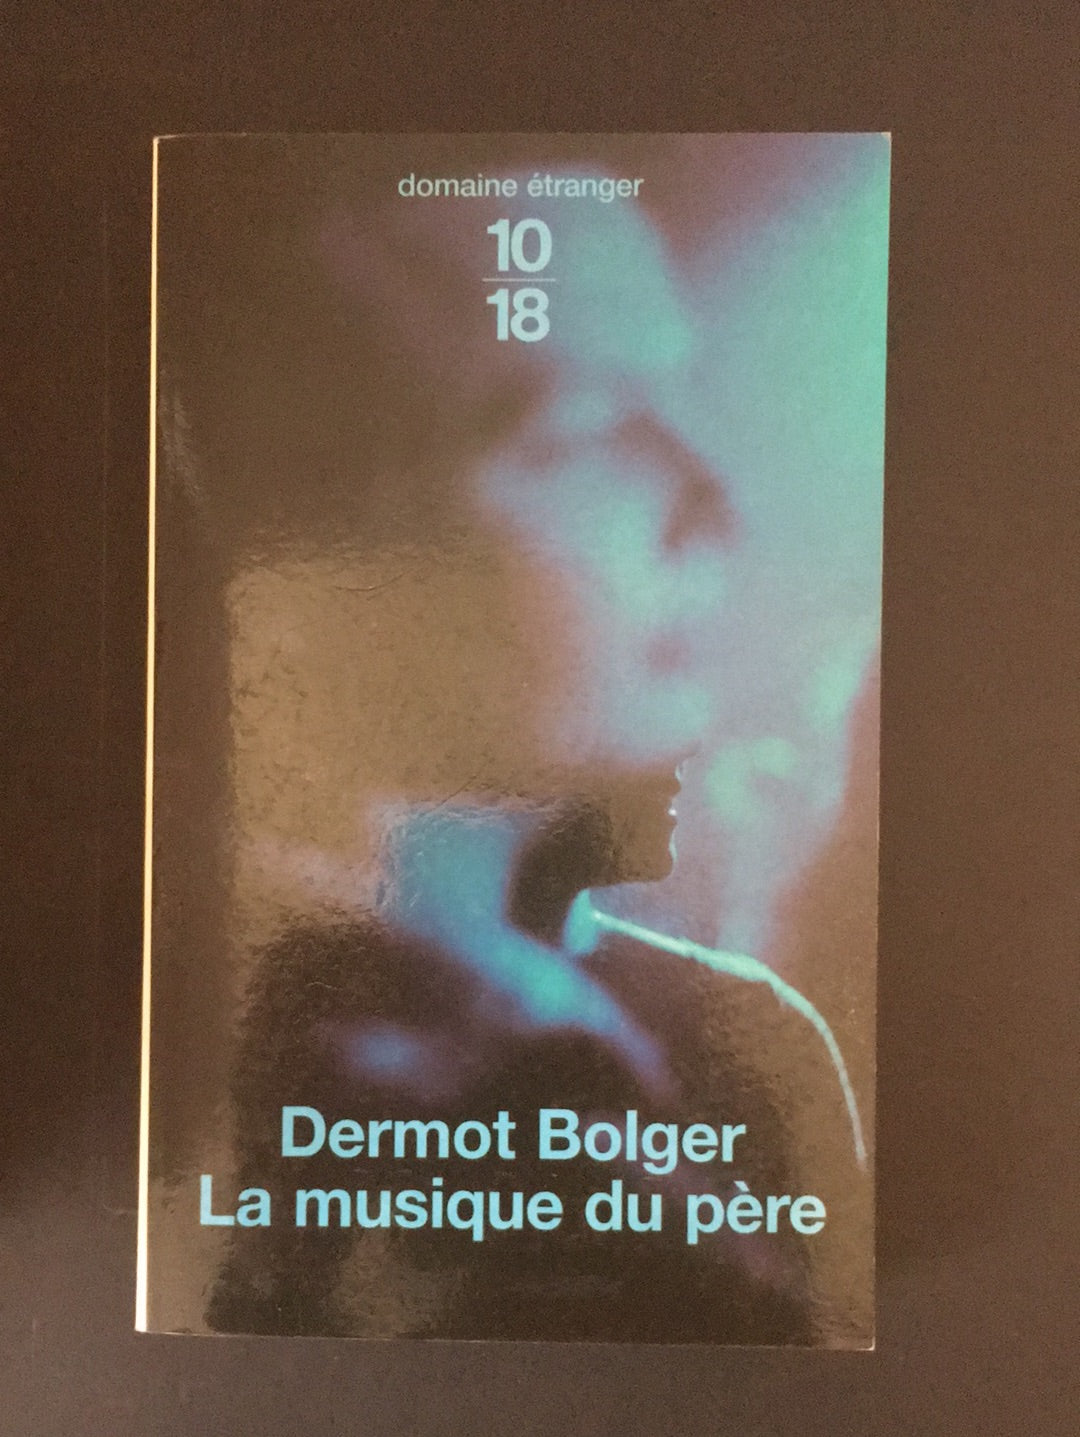 domaine étranger
10
18
Dermot Bolger
La musique du père